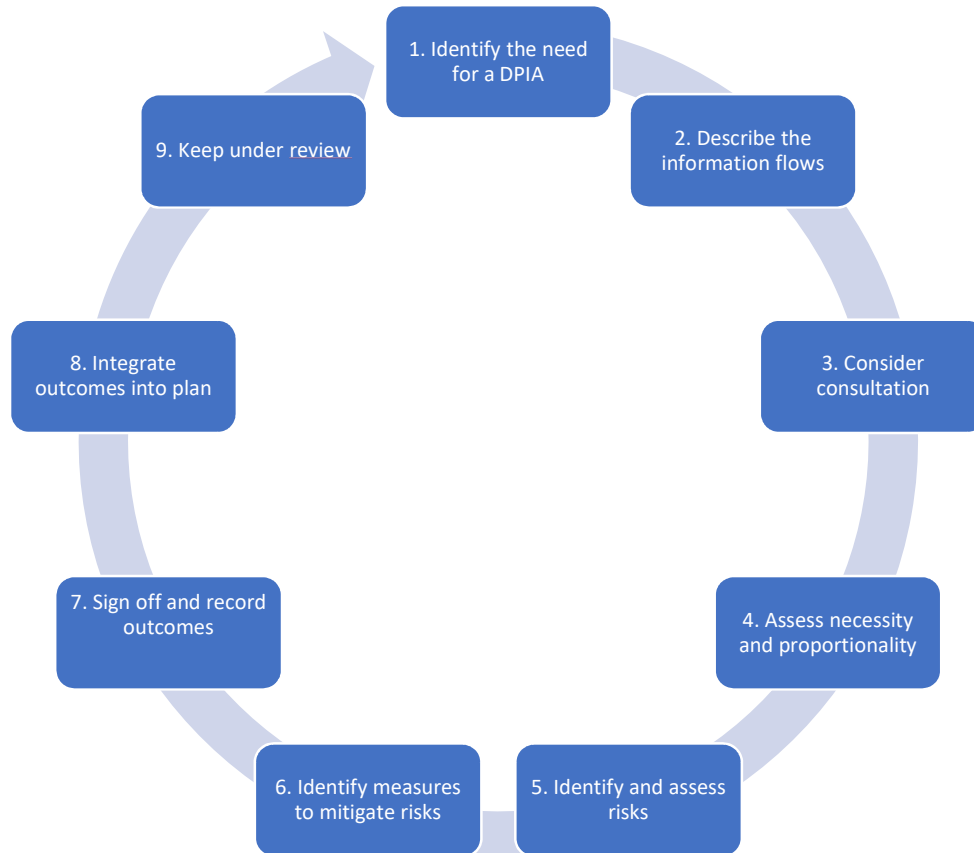 1. Identify the need
for a DPIA
2. Describe the
information flows
3. Consider
consultation
4. Assess necessity
and proportionality
5. Identify and assess
risks
6. Identify measures
to mitigate risks
7. Sign off and record
outcomes
8. Integrate
outcomes into plan
9. Keep under review